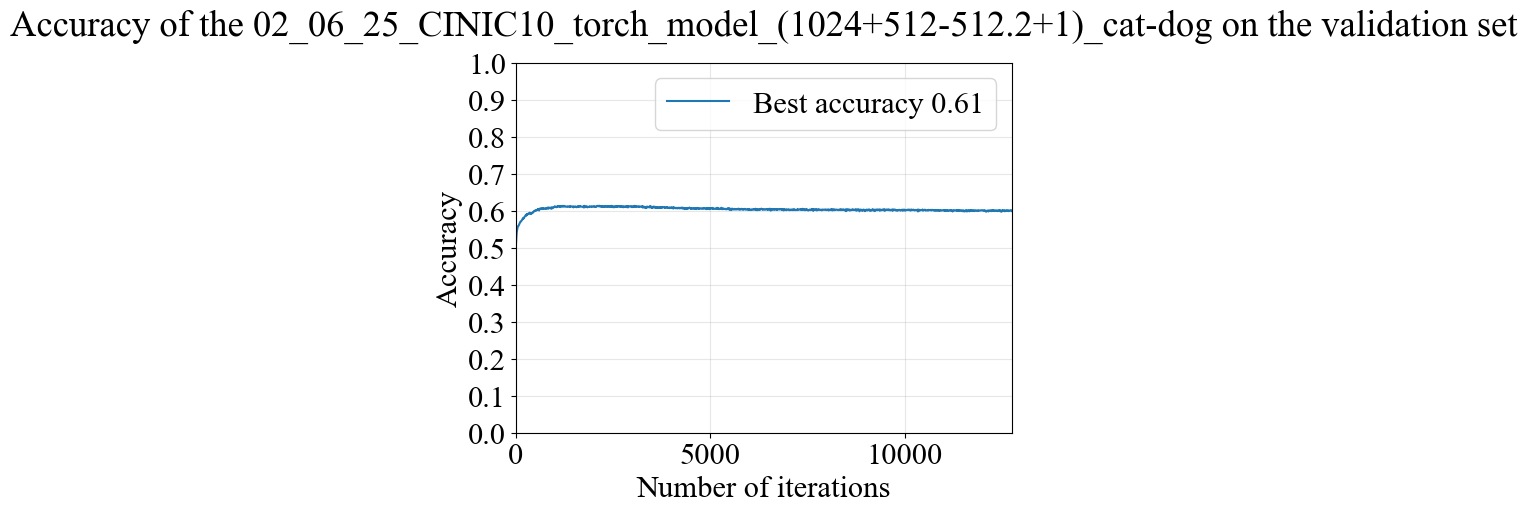 Accuracy of the 02_06_25_CINIC10_torch_model_(1024+512-512.2+1)_cat-dog on the validation set
1.0
0.9
0.8
0.7
0.6
0.5
0.4
0.3
0.2
0.1
0.0
Accuracy
Best accuracy 0.61
0 5000 10000
Number of iterations